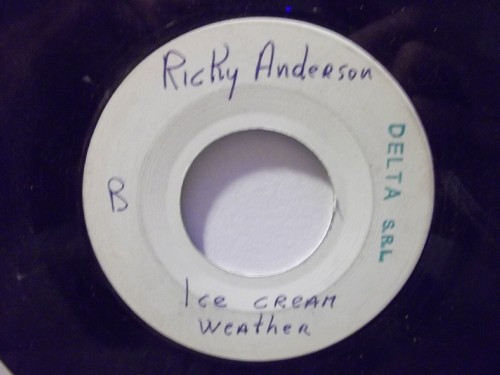 Ricky Anderson
DELTA S.R.L
B
Ice cream
Weather